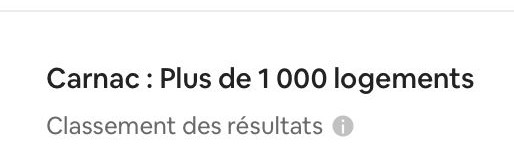 Carnac : Plus de 1 000 logements
Classement des résultats